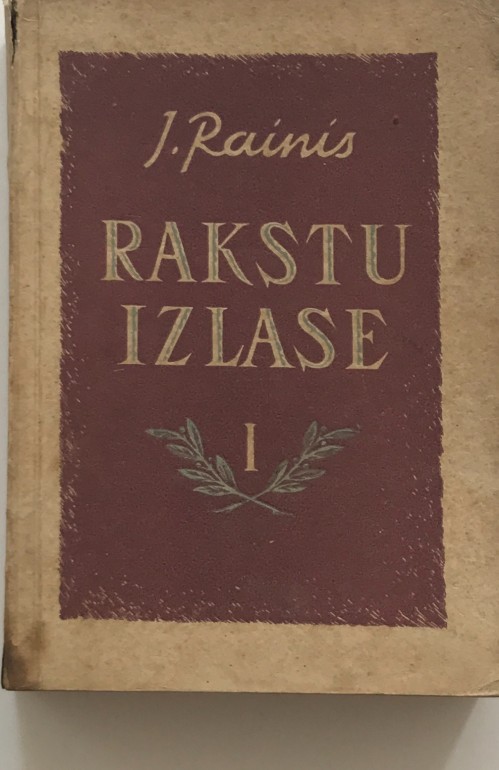 J. Rainis
RAKSTU
IZLASE
I